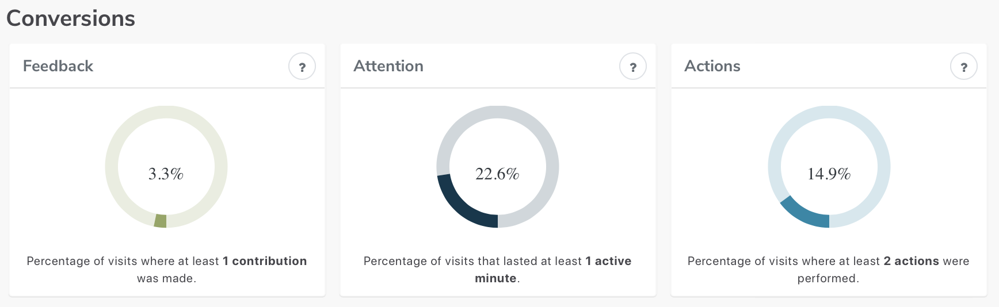 Conversions
Feedback
?
3.3%
Percentage of visits where at least 1 contribution
was made.
Attention
?
22.6%
Percentage of visits that lasted at least 1 active
minute.
Actions
?
14.9%
Percentage of visits where at least 2 actions were
performed.